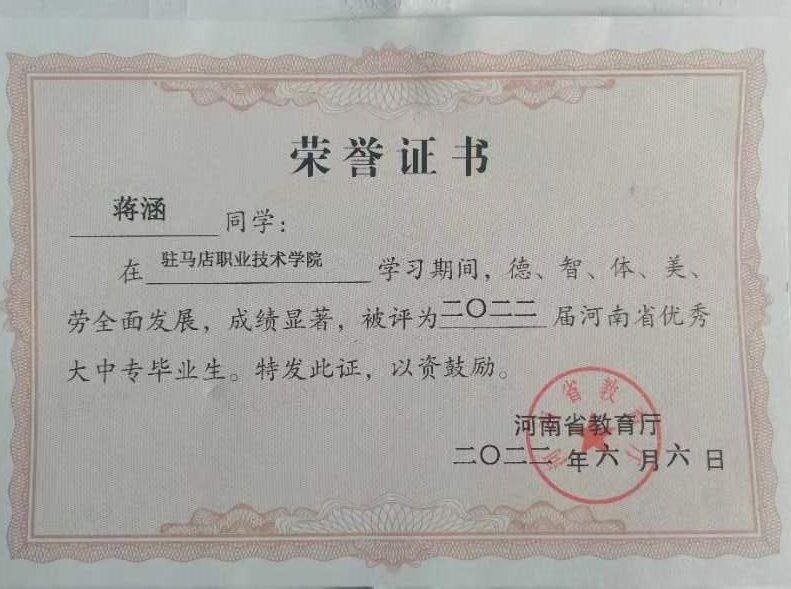 荣誉证书
蒋涵 同学:
在 驻马店职业技术学院 学习期间，德、智、体、美、
劳全面发展，成绩显著，被评为二〇二二届河南省优秀
大中专毕业生。特发此证，以资鼓励。
河南省教育厅
二〇二二年六月六日